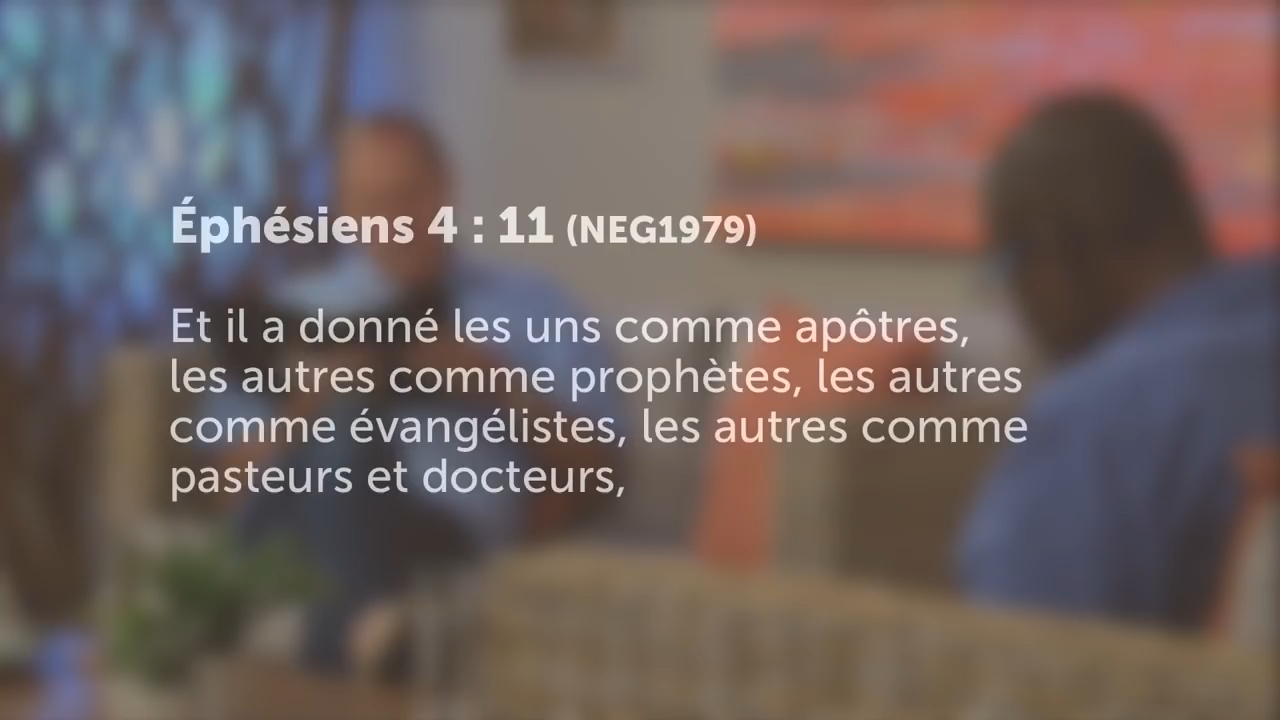 Éphésiens 4 : 11 (NEG1979)
Et il a donné les uns comme apôtres,
les autres comme prophètes, les autres
comme évangélistes, les autres comme
pasteurs et docteurs,